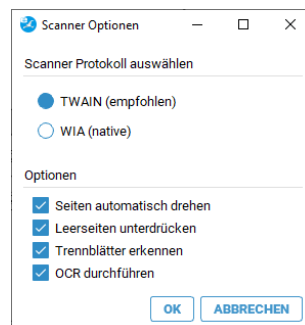 Scanner Optionen
Scanner Protokoll auswählen
TWAIN (empfohlen)
WIA (native)
Optionen
Seiten automatisch drehen
Leerseiten unterdrücken
Trennblätter erkennen
OCR durchführen
OK ABBRECHEN